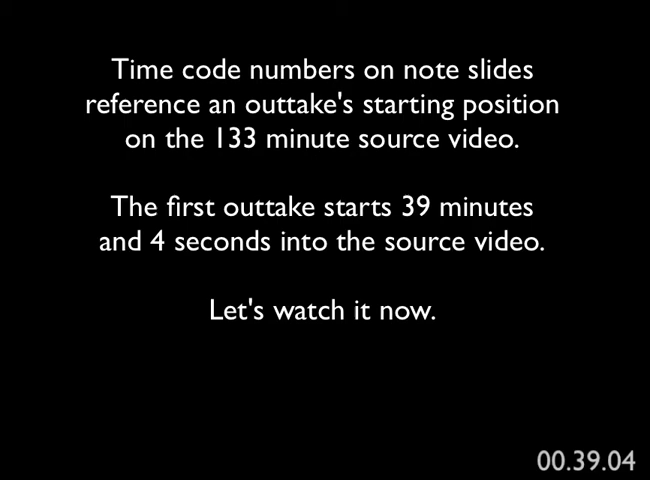 Time code numbers on note slides
reference an outtake's starting position
on the 133 minute source video.
The first outtake starts 39 minutes
and 4 seconds into the source video.
Let's watch it now.
00.39.04